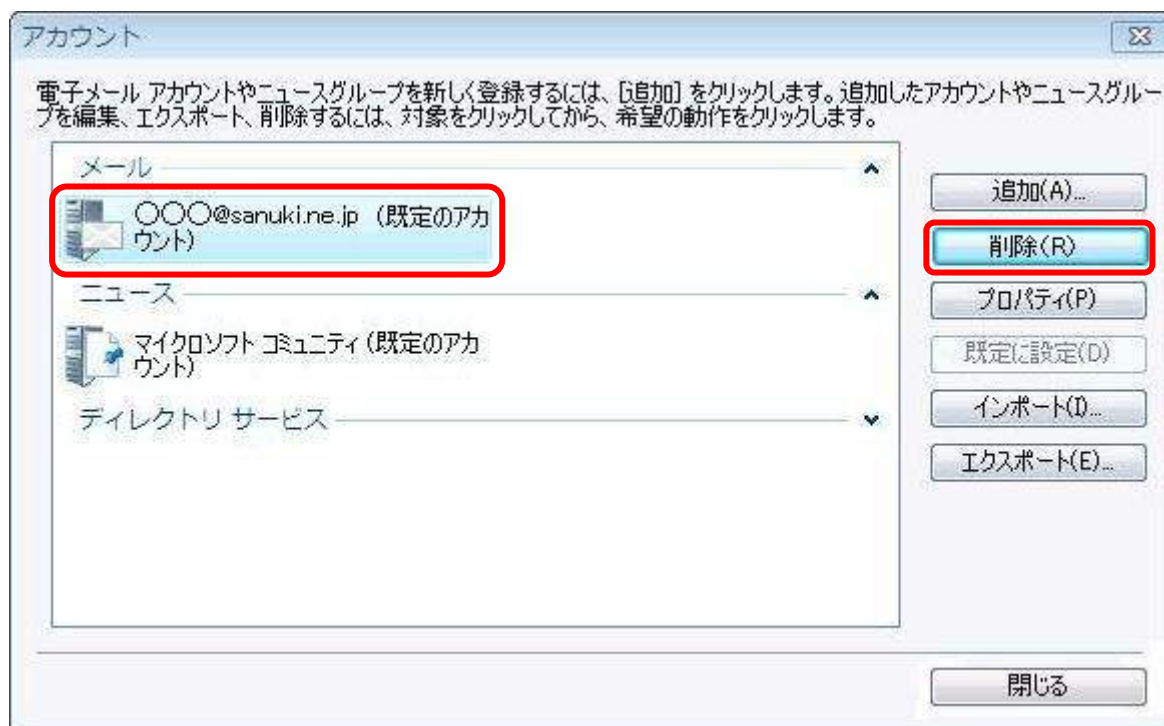 アカウント
電子メール アカウントやニュースグループを新しく登録するには、[追加] をクリックします。追加したアカウントやニュースグルー
プを編集、エクスポート、削除するには、対象をクリックしてから、希望の動作をクリックします。
メール
〇〇〇@sanuki.ne.jp (既定のアカ
ウント)
ニュース
マイクロソフト コミュニティ (既定のアカ
ウント)
ディレクトリ サービス
追加(A)...
削除(R)
プロパティ(P)
既定に設定(D)
インポート(I)...
エクスポート(E)...
閉じる